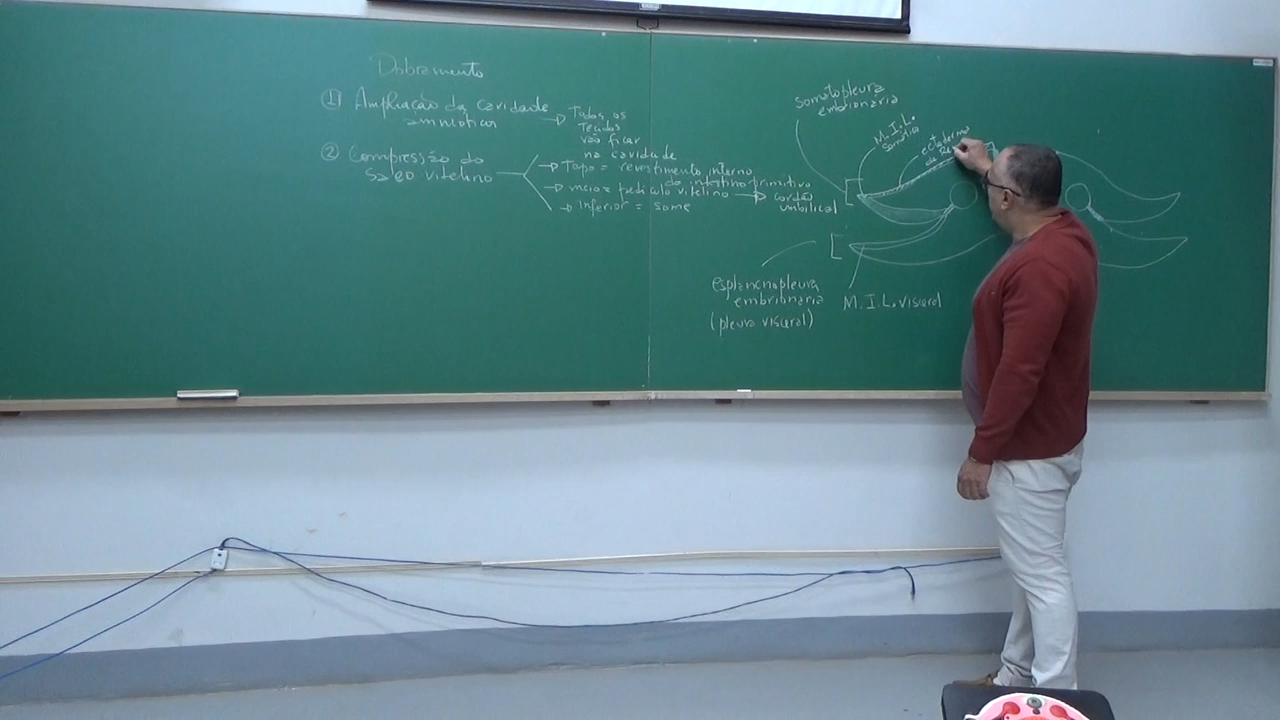 Dobramento
① Ampliação da cavidade
amniótica → Todos os
Tecidos
vão ficar
na cavidade
② Compressão do
saco vitelino
→ Topo = revestimento interno
do intestino primitivo
→ meio = pedículo vitelino → cordão
umbilical
→ Inferior = some
somatopleura
embrionária
M.I.L.
somática
ectoderma
de
esplancnopleura
embrionária
(pleura visceral)
M.I.L. visceral